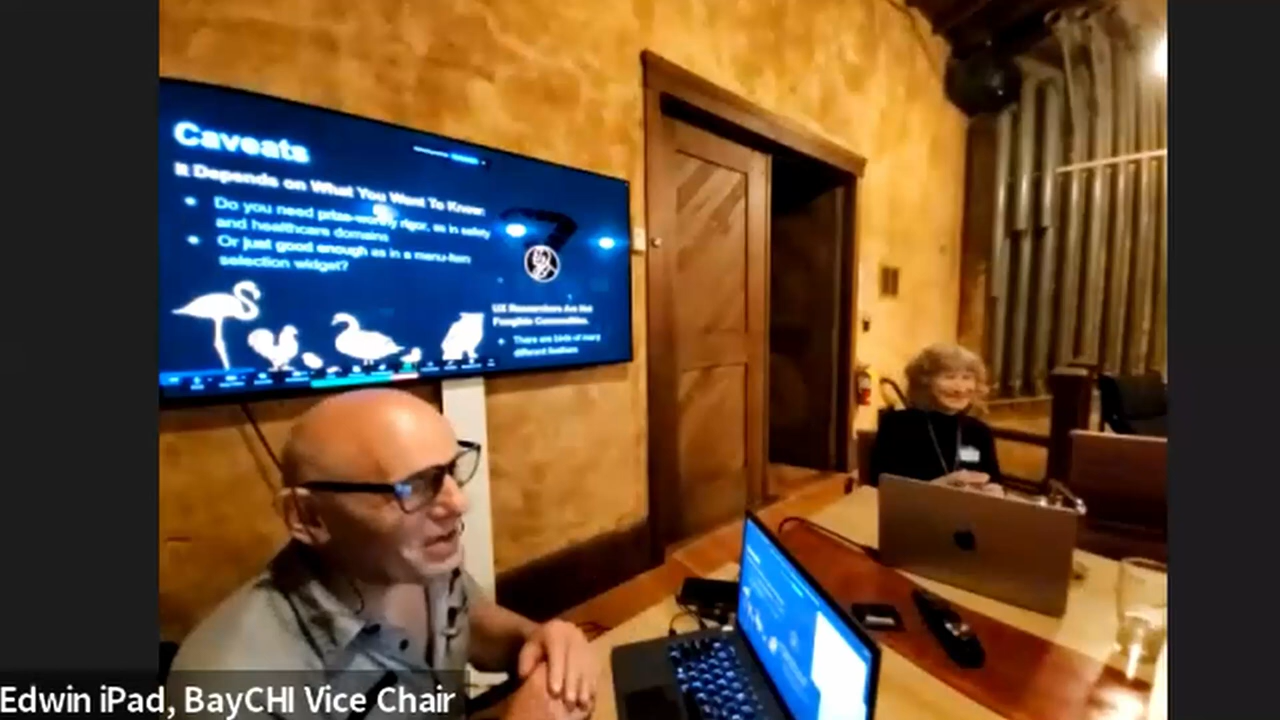 Caveats
It Depends on What You Want To Know:
Do you need prize-worthy rigor, as in safety
and healthcare domains
Or just good enough as in a menu-item
selection widget?
UX Researchers Are Not
Fungible Commodities.
There are birds of many
different feathers
Edwin iPad, BayCHI Vice Chair